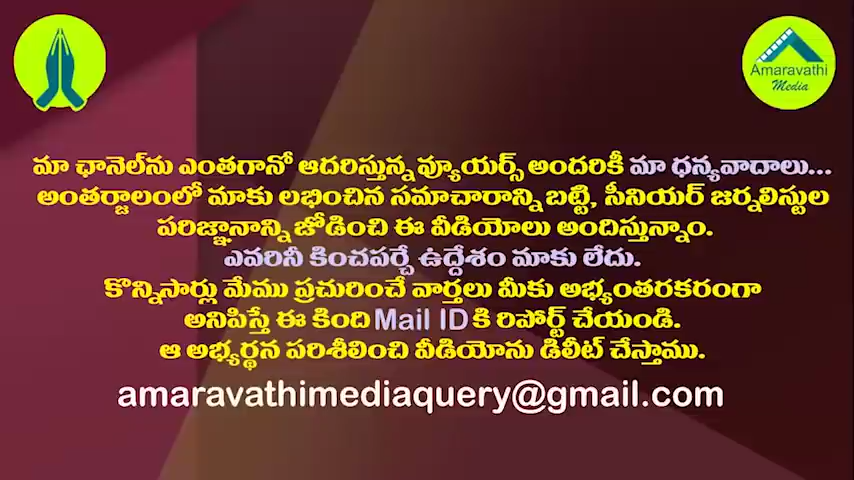 Amaravathi
Media
మా ఛానెల్‌ను ఎంతగానో ఆదరిస్తున్న వ్యూయర్స్ అందరికీ మా ధన్యవాదాలు...
అంతర్జాలంలో మాకు లభించిన సమాచారాన్ని బట్టి, సీనియర్ జర్నలిస్టుల
పరిజ్ఞానాన్ని జోడించి ఈ వీడియోలు అందిస్తున్నాం.
ఎవరినీ కించపర్చే ఉద్దేశం మాకు లేదు.
కొన్నిసార్లు మేము ప్రచురించే వార్తలు మీకు అభ్యంతరకరంగా
అనిపిస్తే ఈ కింది Mail ID కి రిపోర్ట్ చేయండి.
ఆ అభ్యర్థన పరిశీలించి వీడియోను డిలీట్ చేస్తాము.
amaravathimediaquery@gmail.com